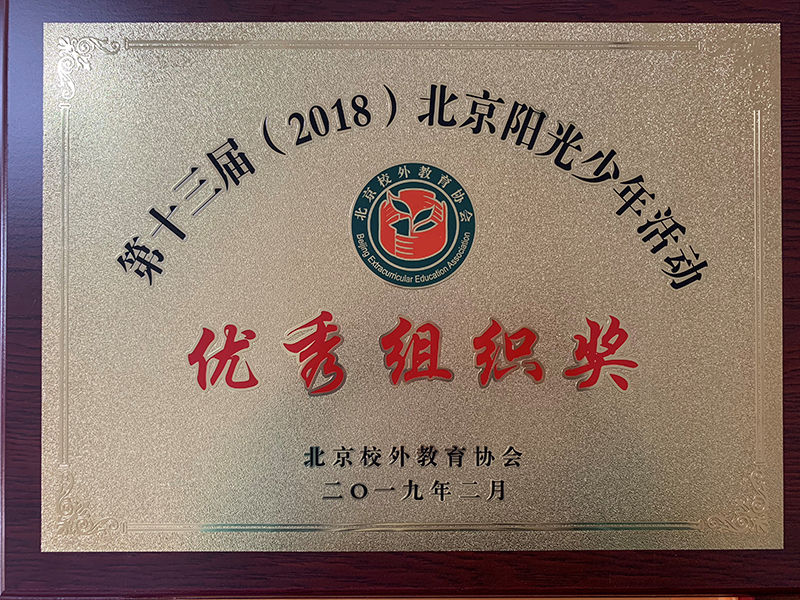 第十三届（2018）北京阳光少年活动
北京校外教育协会
Beijing Extracurricular Education Association
优秀组织奖
北京校外教育协会
二〇一九年二月